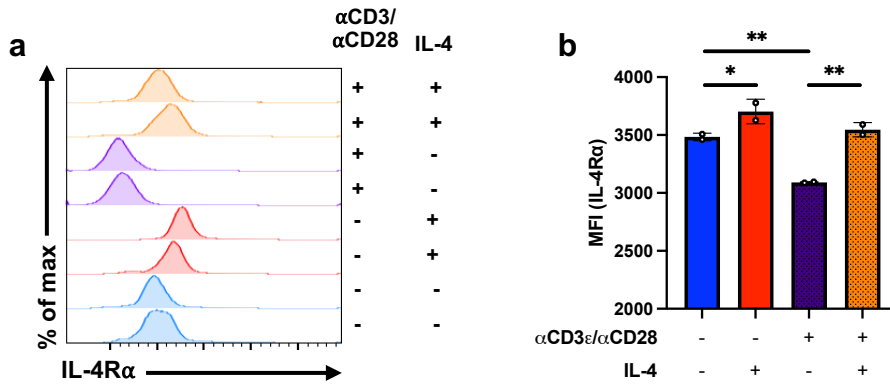 a
αCD3/
αCD28 IL-4
+ +
+ +
+ -
+ -
- +
- +
- -
- -
% of max
IL-4Rα
b
**
* **
MFI (IL-4Rα)
4000
3500
3000
2500
2000
αCD3ε/αCD28 - - + +
IL-4 - + - +